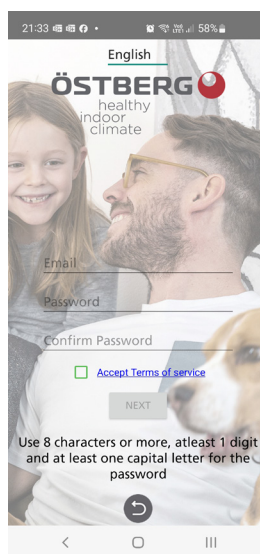 21:33
58%
English
ÖSTBERG
healthy
indoor
climate
Email
Password
Confirm Password
Accept Terms of service
NEXT
Use 8 characters or more, atleast 1 digit
and at least one capital letter for the
password